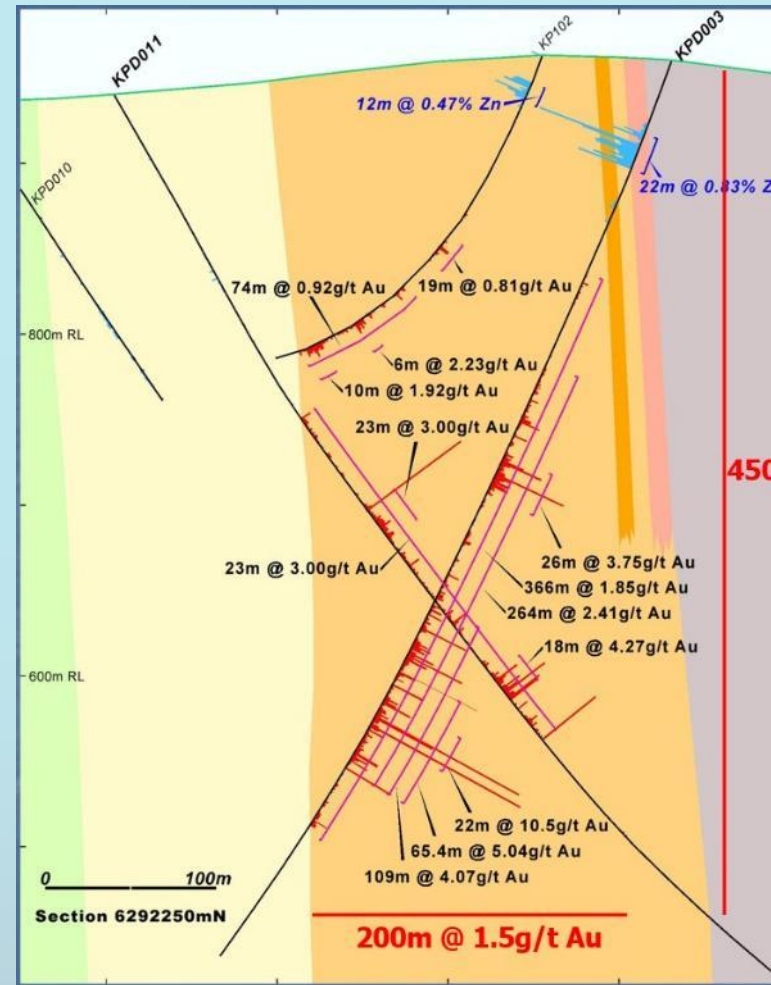 KPD011
KP102
KPD003
KPD010
12m @ 0.47% Zn
22m @ 0.83% Z
74m @ 0.92g/t Au
19m @ 0.81g/t Au
800m RL
6m @ 2.23g/t Au
10m @ 1.92g/t Au
23m @ 3.00g/t Au
450
23m @ 3.00g/t Au
26m @ 3.75g/t Au
366m @ 1.85g/t Au
264m @ 2.41g/t Au
18m @ 4.27g/t Au
600m RL
22m @ 10.5g/t Au
65.4m @ 5.04g/t Au
109m @ 4.07g/t Au
0 100m
Section 6292250mN
200m @ 1.5g/t Au